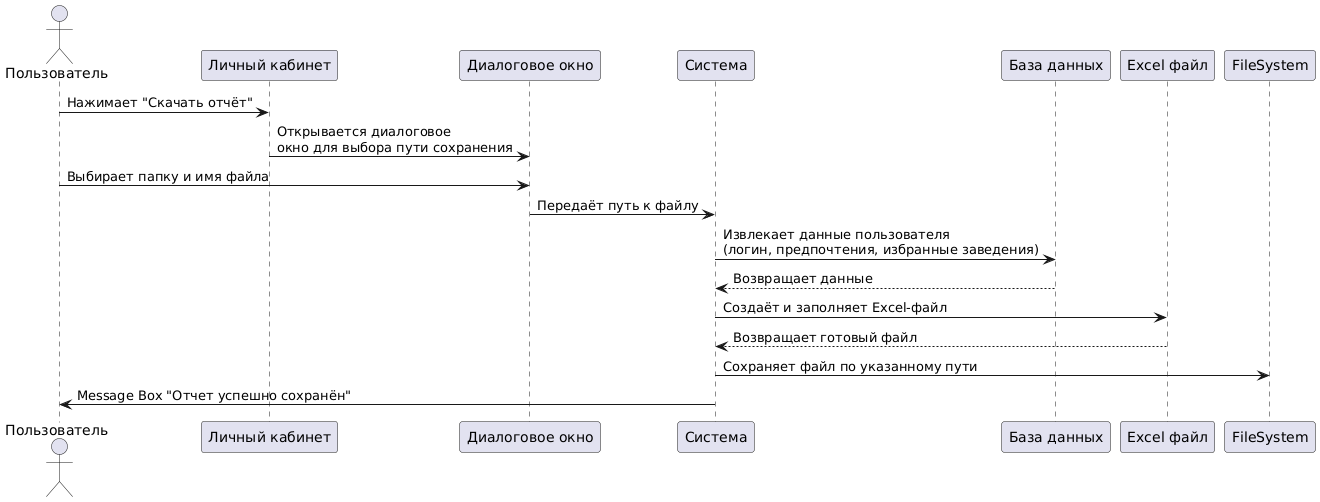 Пользователь
Личный кабинет
Диалоговое окно
Система
База данных
Excel файл
FileSystem
Нажимает "Скачать отчёт"
Открывается диалоговое
окно для выбора пути сохранения
Выбирает папку и имя файла
Передаёт путь к файлу
Извлекает данные пользователя
(логин, предпочтения, избранные заведения)
Возвращает данные
Создаёт и заполняет Excel-файл
Возвращает готовый файл
Сохраняет файл по указанному пути
Message Box "Отчет успешно сохранён"
Пользователь
Личный кабинет
Диалоговое окно
Система
База данных
Excel файл
FileSystem